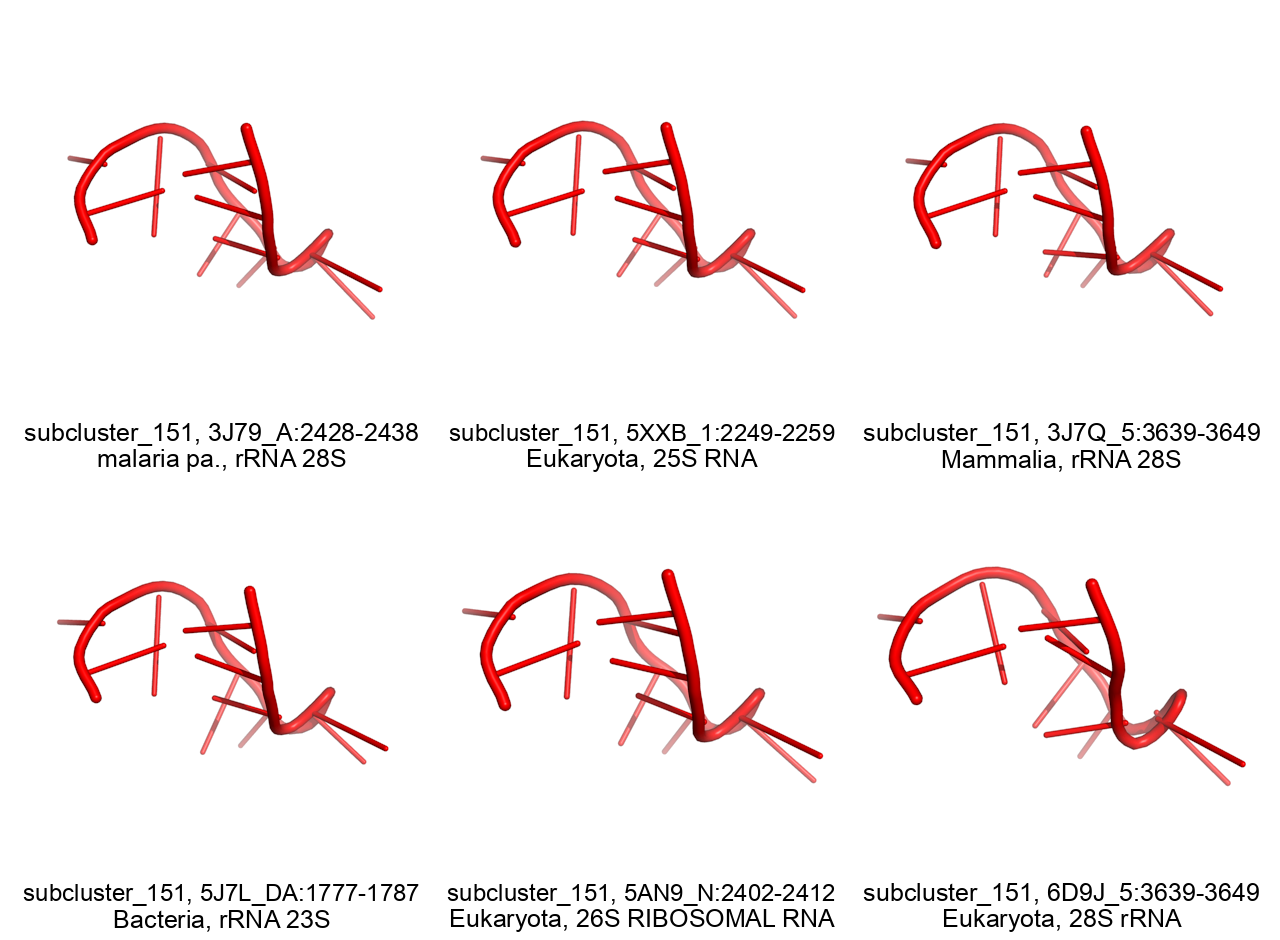 subcluster_151, 3J79_A:2428-2438
malaria pa., rRNA 28S
subcluster_151, 5XXB_1:2249-2259
Eukaryota, 25S RNA
subcluster_151, 3J7Q_5:3639-3649
Mammalia, rRNA 28S
subcluster_151, 5J7L_DA:1777-1787
Bacteria, rRNA 23S
subcluster_151, 5AN9_N:2402-2412
Eukaryota, 26S RIBOSOMAL RNA
subcluster_151, 6D9J_5:3639-3649
Eukaryota, 28S rRNA